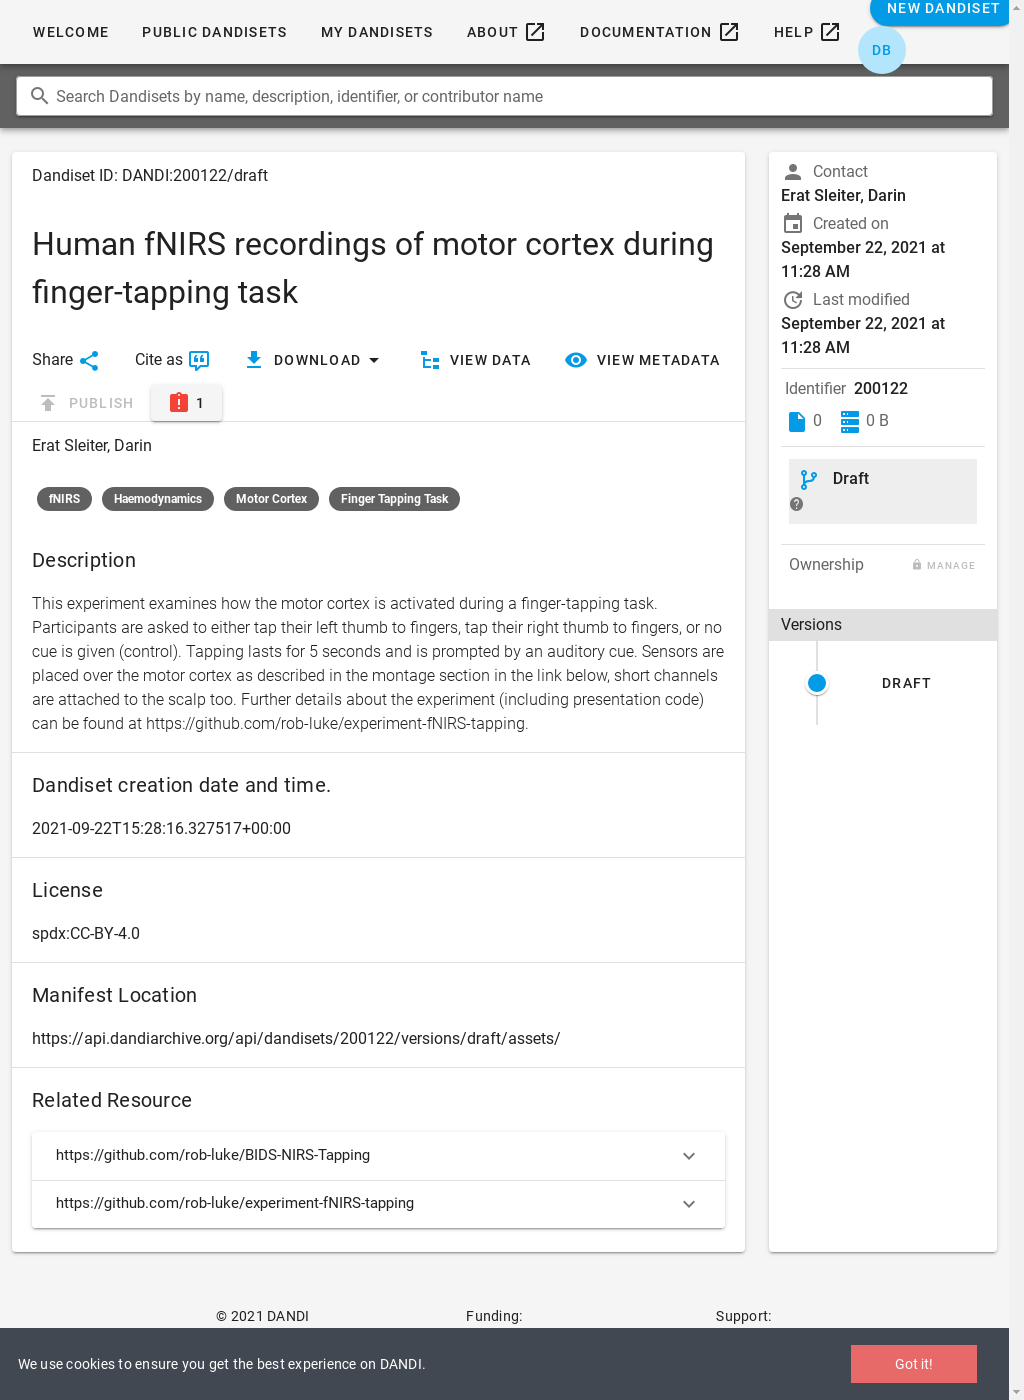 NEW DANDISET
WELCOME PUBLIC DANDISETS MY DANDISETS ABOUT DOCUMENTATION HELP
DB
Search Dandisets by name, description, identifier, or contributor name
Dandiset ID: DANDI:200122/draft
Human fNIRS recordings of motor cortex during
finger-tapping task
Share Cite as DOWNLOAD VIEW DATA VIEW METADATA
PUBLISH 1
Erat Sleiter, Darin
fNIRS Haemodynamics Motor Cortex Finger Tapping Task
Description
This experiment examines how the motor cortex is activated during a finger-tapping task.
Participants are asked to either tap their left thumb to fingers, tap their right thumb to fingers, or no
cue is given (control). Tapping lasts for 5 seconds and is prompted by an auditory cue. Sensors are
placed over the motor cortex as described in the montage section in the link below, short channels
are attached to the scalp too. Further details about the experiment (including presentation code)
can be found at https://github.com/rob-luke/experiment-fNIRS-tapping.
Dandiset creation date and time.
2021-09-22T15:28:16.327517+00:00
License
spdx:CC-BY-4.0
Manifest Location
https://api.dandiarchive.org/api/dandisets/200122/versions/draft/assets/
Related Resource
https://github.com/rob-luke/BIDS-NIRS-Tapping
https://github.com/rob-luke/experiment-fNIRS-tapping
Contact
Erat Sleiter, Darin
Created on
September 22, 2021 at
11:28 AM
Last modified
September 22, 2021 at
11:28 AM
Identifier 200122
0 0 B
Draft
?
Ownership MANAGE
Versions
DRAFT
© 2021 DANDI Funding: Support:
We use cookies to ensure you get the best experience on DANDI. Got it!